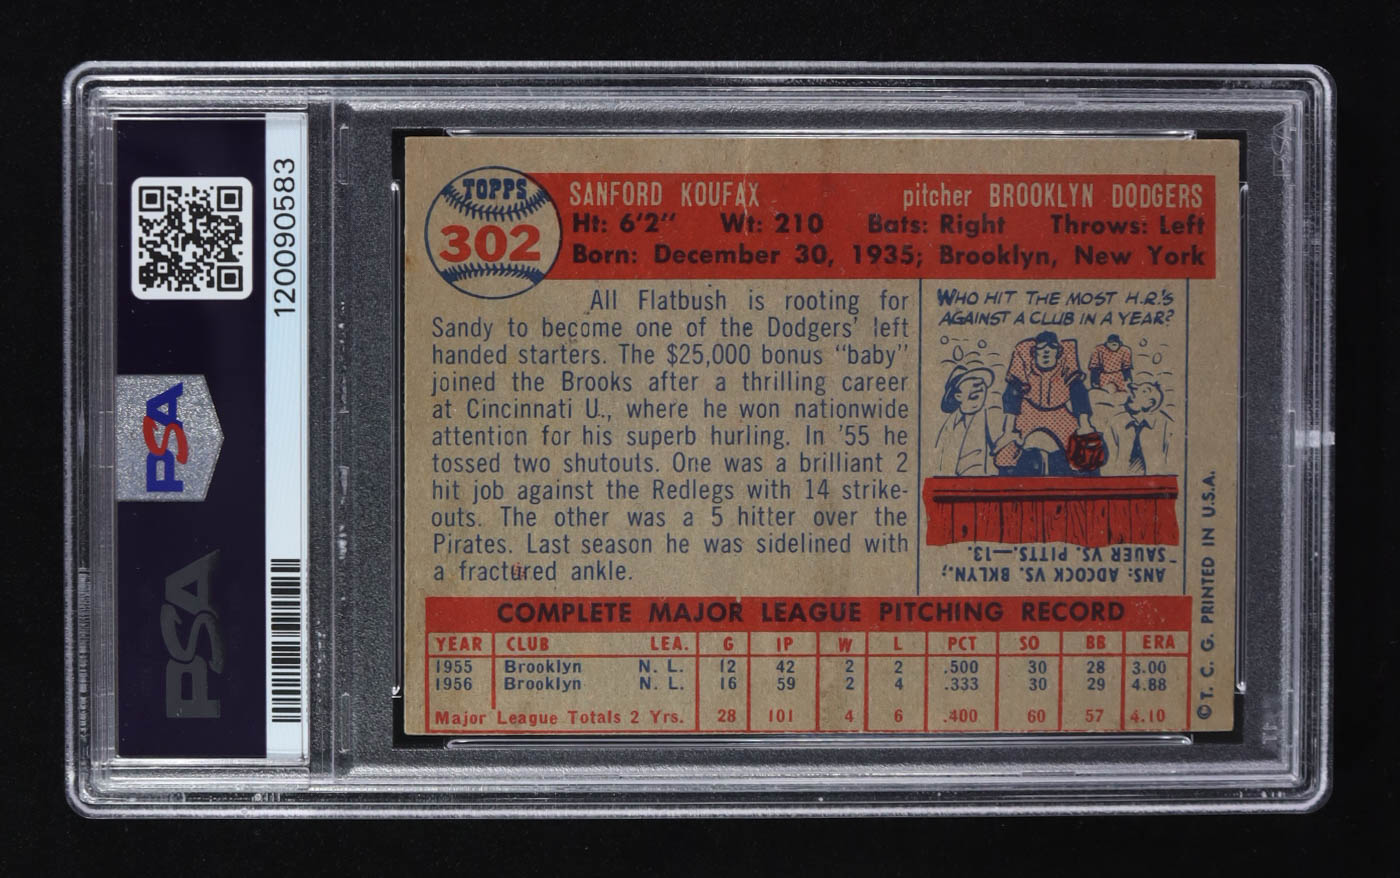 120090583
PSA
PSA
TOPPS
302
SANFORD KOUFAX pitcher BROOKLYN DODGERS
Ht: 6'2" Wt: 210 Bats: Right Throws: Left
Born: December 30, 1935; Brooklyn, New York
All Flatbush is rooting for
Sandy to become one of the Dodgers' left
handed starters. The $25,000 bonus "baby"
joined the Brooks after a thrilling career
at Cincinnati U., where he won nationwide
attention for his superb hurling. In '55 he
tossed two shutouts. One was a brilliant 2
hit job against the Redlegs with 14 strike-
outs. The other was a 5 hitter over the
Pirates. Last season he was sidelined with
a fractured ankle.
WHO HIT THE MOST H.R.'S
AGAINST A CLUB IN A YEAR?
ANS: ADCOCK VS. BKLYN.;
SAUER VS. PITTS.—13.
COMPLETE MAJOR LEAGUE PITCHING RECORD
YEAR CLUB LEA. G IP W L PCT SO BB ERA
1955 Brooklyn N. L. 12 42 2 2 .500 30 28 3.00
1956 Brooklyn N. L. 16 59 2 4 .333 30 29 4.88
Major League Totals 2 Yrs. 28 101 4 6 .400 60 57 4.10
© T. C. G. PRINTED IN U.S.A.